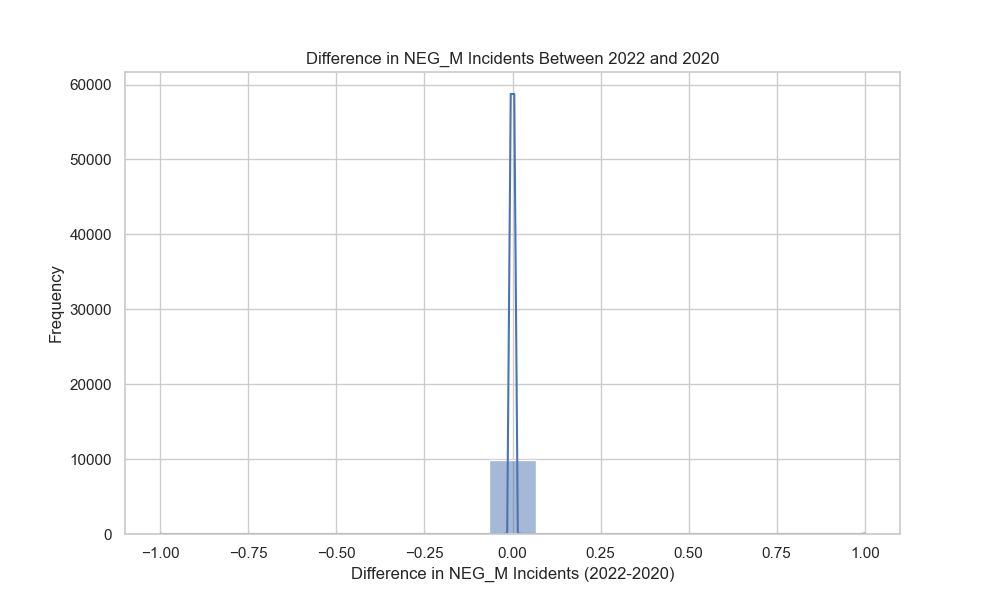 Difference in NEG_M Incidents Between 2022 and 2020
60000
50000
40000
30000
20000
10000
0
Frequency
−1.00 −0.75 −0.50 −0.25 0.00 0.25 0.50 0.75 1.00
Difference in NEG_M Incidents (2022-2020)